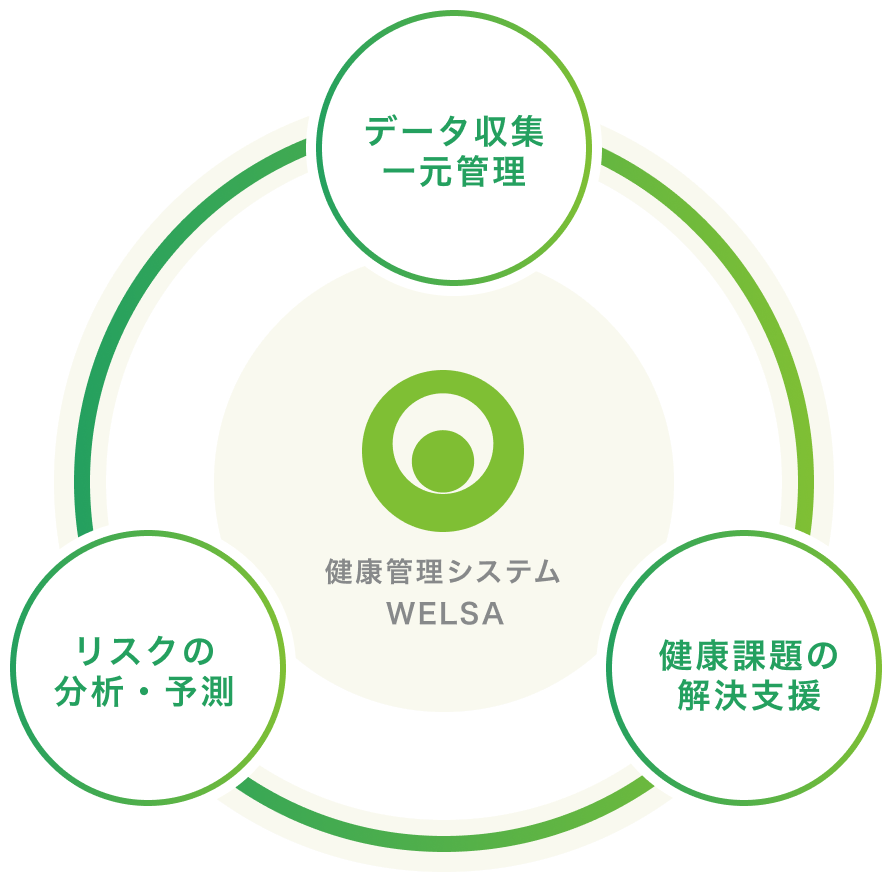 データ収集
一元管理
健康管理システム
WELSA
リスクの
分析・予測
健康課題の
解決支援